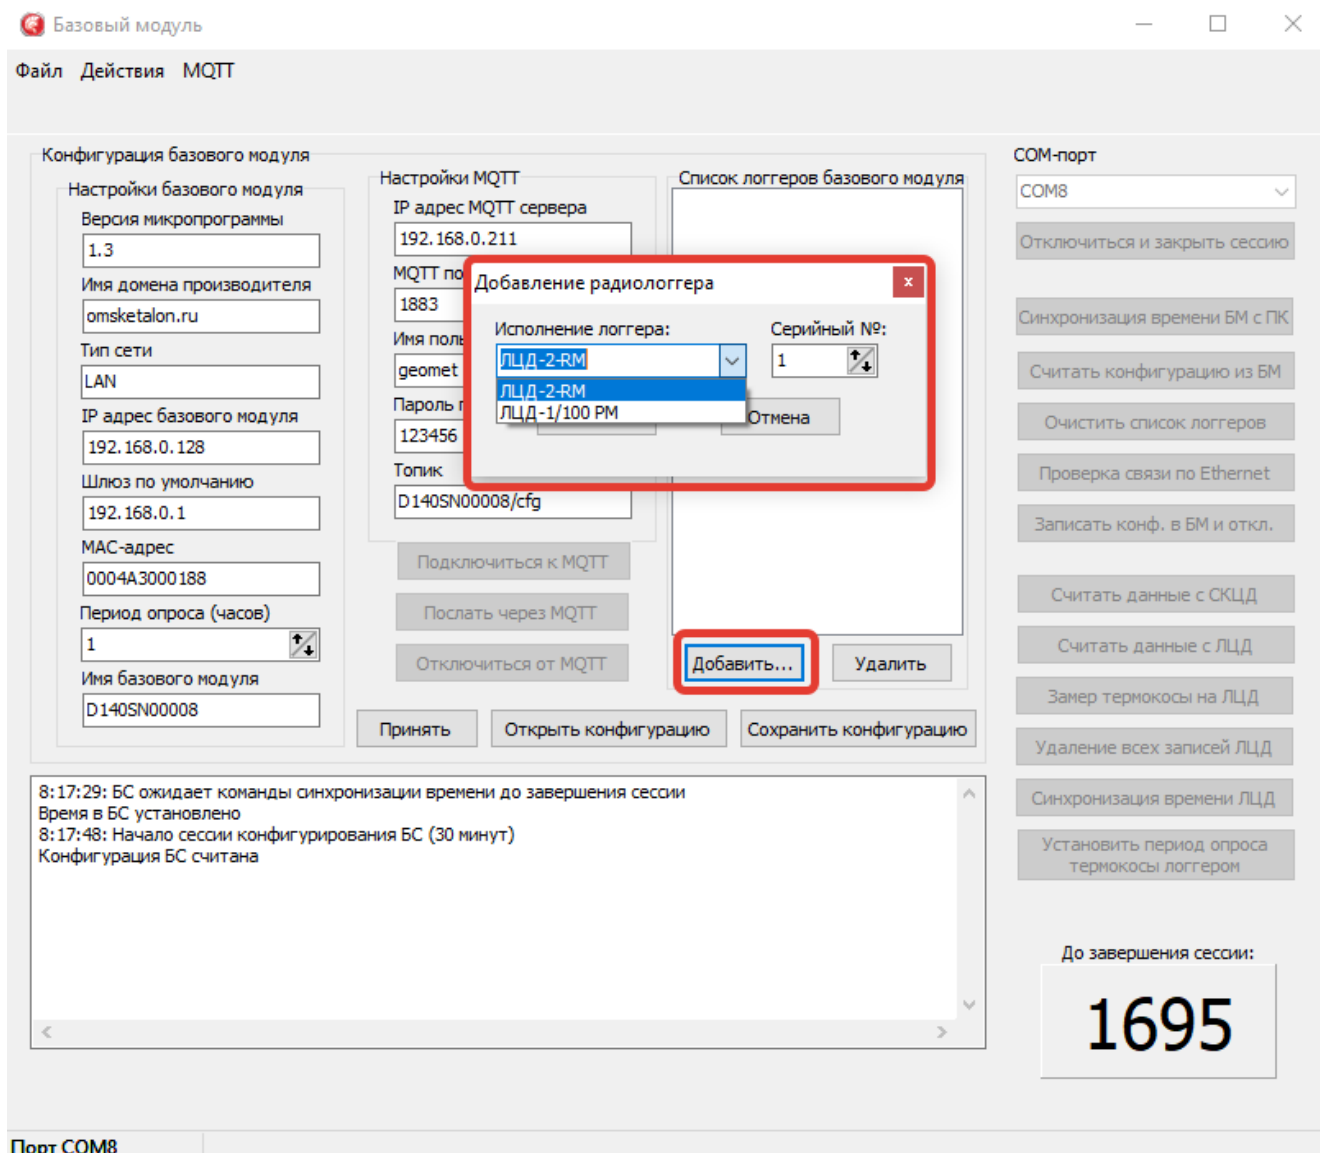 Базовый модуль
Файл Действия MQTT
Конфигурация базового модуля
Настройки базового модуля
Версия микропрограммы
1.3
Имя домена производителя
omsketalon.ru
Тип сети
LAN
IP адрес базового модуля
192.168.0.128
Шлюз по умолчанию
192.168.0.1
MAC-адрес
0004A3000188
Период опроса (часов)
1
Имя базового модуля
D140SN00008
Настройки MQTT
IP адрес MQTT сервера
192.168.0.211
MQTT по
1883
Имя поль
geomet
Пароль п
123456
Топик
D140SN00008/cfg
Подключиться к MQTT
Послать через MQTT
Отключиться от MQTT
Список логгеров базового модуля
Добавление радиологгера
x
Исполнение логгера:
Серийный №:
ЛЦД-2-RM
1
ЛЦД-2-RM
ЛЦД-1/100 РМ
Отмена
Добавить...
Удалить
Принять
Открыть конфигурацию
Сохранить конфигурацию
8:17:29: БС ожидает команды синхронизации времени до завершения сессии
Время в БС установлено
8:17:48: Начало сессии конфигурирования БС (30 минут)
Конфигурация БС считана
COM-порт
COM8
Отключиться и закрыть сессию
Синхронизация времени БМ с ПК
Считать конфигурацию из БМ
Очистить список логгеров
Проверка связи по Ethernet
Записать конф. в БМ и откл.
Считать данные с СКЦД
Считать данные с ЛЦД
Замер термокосы на ЛЦД
Удаление всех записей ЛЦД
Синхронизация времени ЛЦД
Установить период опроса
термокосы логгером
До завершения сессии:
1695
Порт COM8